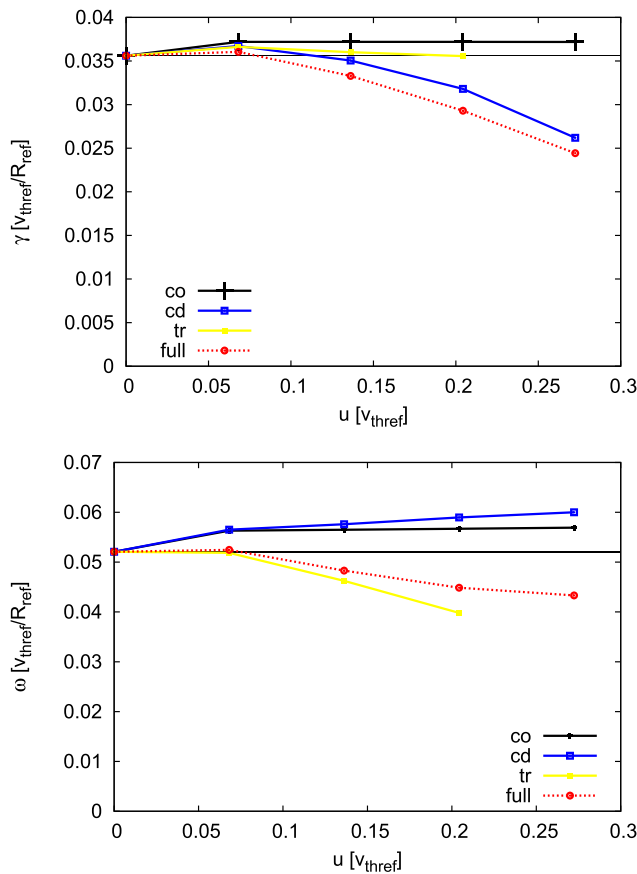 0.04
0.035
0.03
0.025
0.02
0.015
0.01
0.005
0
γ [v_thref/R_ref]
co
cd
tr
full
0 0.05 0.1 0.15 0.2 0.25 0.3
u [v_thref]
0.07
0.06
0.05
0.04
0.03
0.02
0.01
0
ω [v_thref/R_ref]
co
cd
tr
full
0 0.05 0.1 0.15 0.2 0.25 0.3
u [v_thref]